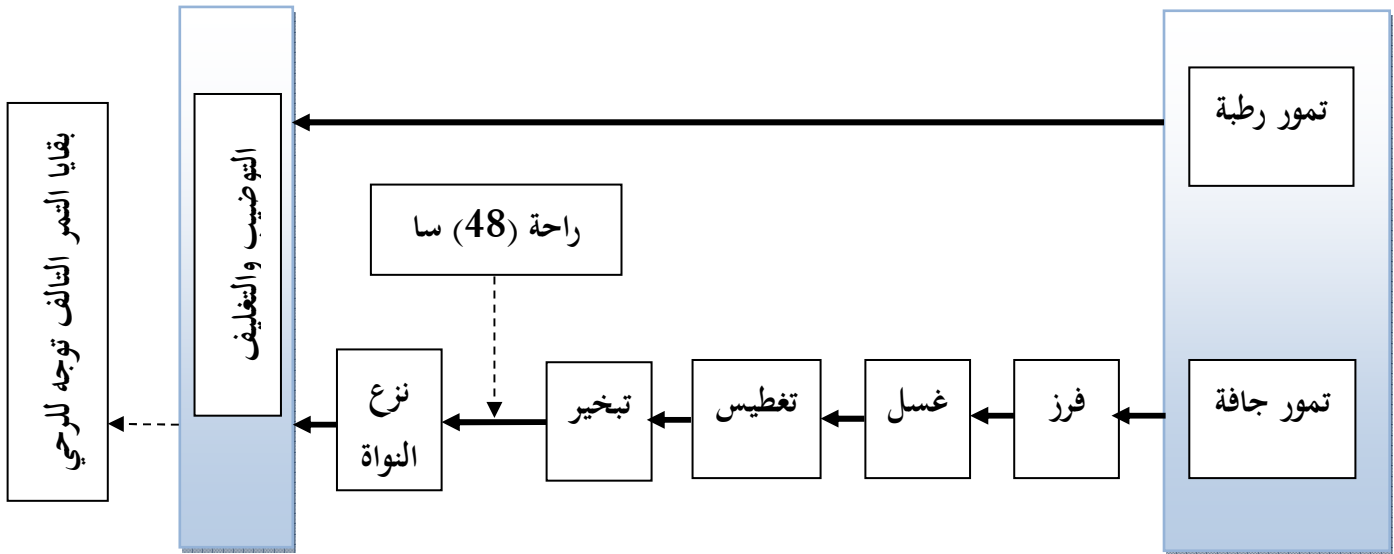 تمور رطبة
التوضيب والتغليف
بقايا التمر التالف توجه للرحي
راحة (48) سا
تمور جافة
فرز
غسل
تغطيس
تبخير
نزع
النواة